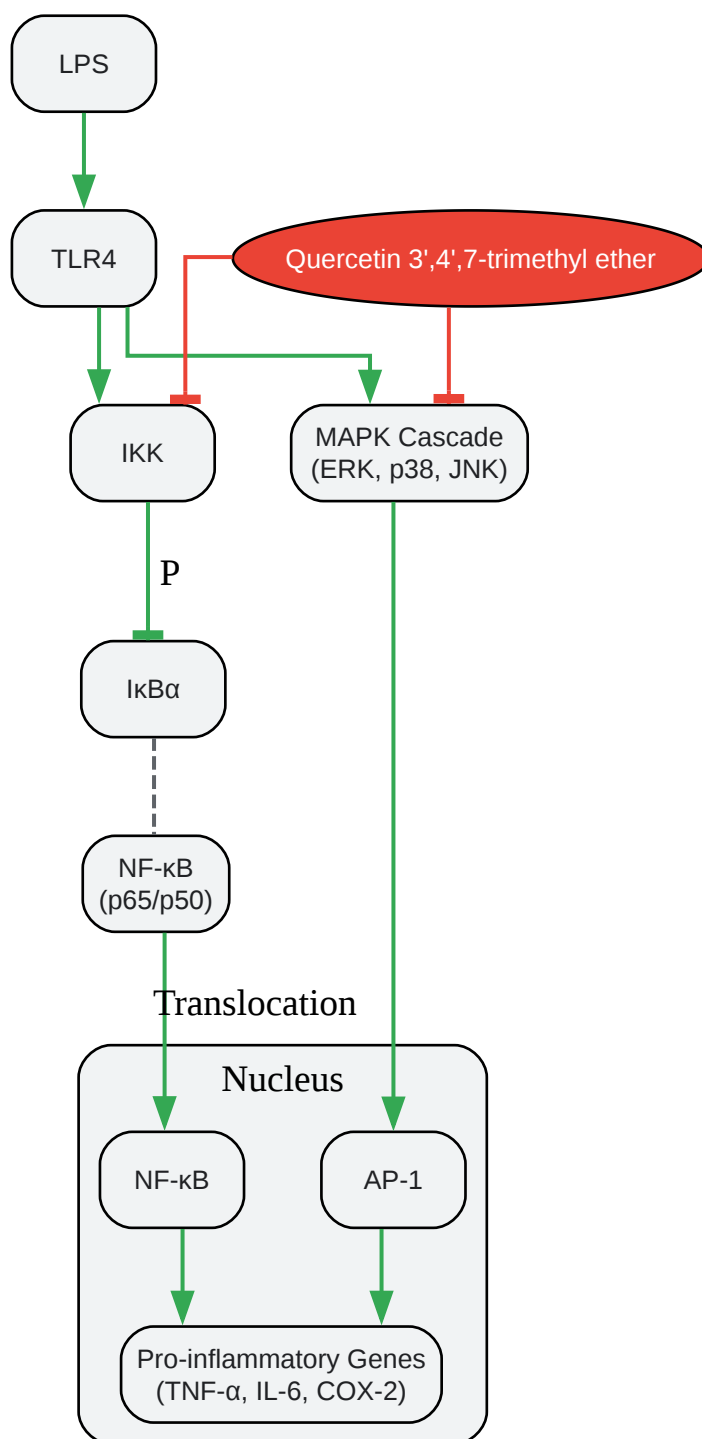 LPS
TLR4
Quercetin 3',4',7-trimethyl ether
IKK
MAPK Cascade
(ERK, p38, JNK)
P
IκBα
NF-κB
(p65/p50)
Translocation
Nucleus
NF-κB
AP-1
Pro-inflammatory Genes
(TNF-α, IL-6, COX-2)